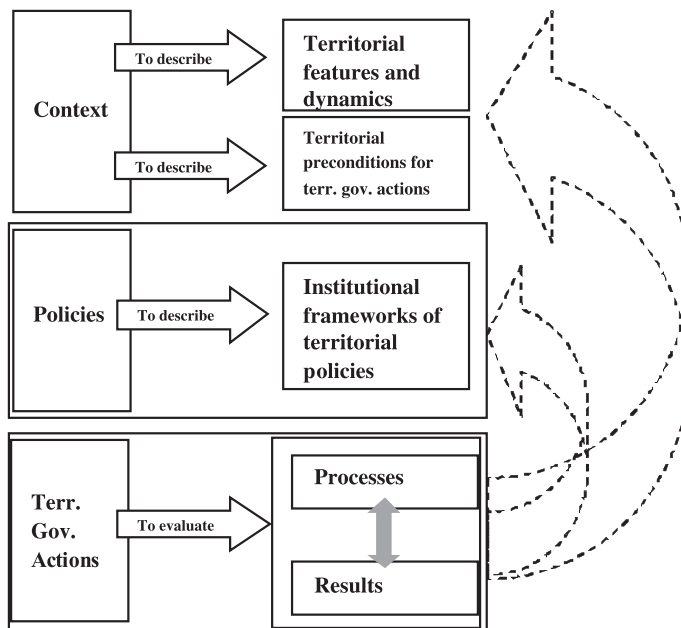 Context
To describe
Territorial
features and
dynamics
To describe
Territorial
preconditions for
terr. gov. actions
Policies
To describe
Institutional
frameworks of
territorial
policies
Terr.
Gov.
Actions
To evaluate
Processes
Results